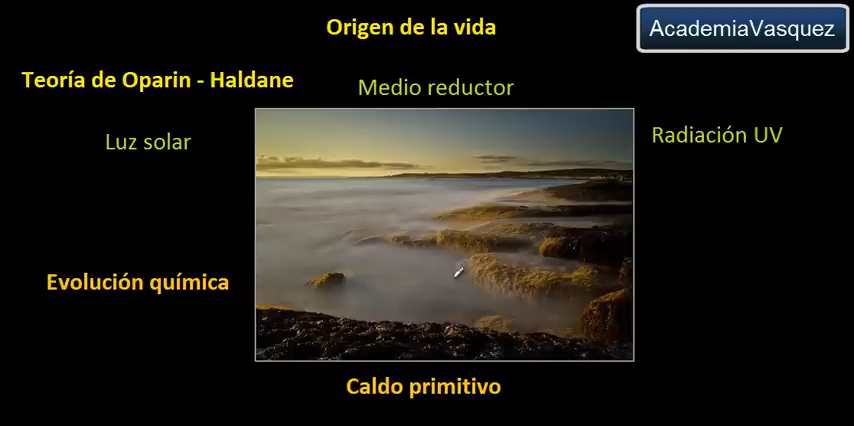 Origen de la vida
AcademiaVasquez
Teoría de Oparin - Haldane
Medio reductor
Luz solar
Radiación UV
Evolución química
Caldo primitivo